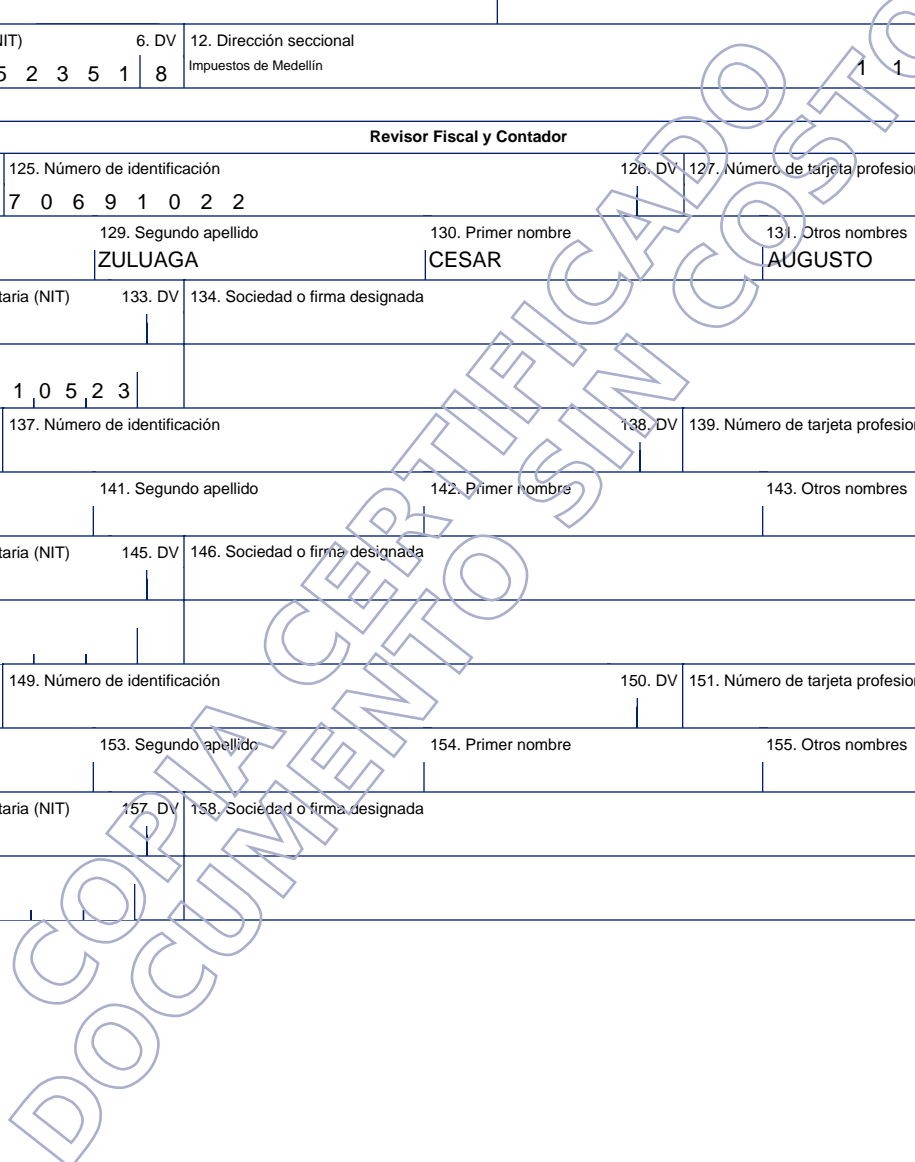 IIT) 6. DV 12. Dirección seccional
5 2 3 5 1 8 Impuestos de Medellín 1 1
Revisor Fiscal y Contador
125. Número de identificación 126. DV 127. Número de tarjeta profesion
7 0 6 9 1 0 2 2
129. Segundo apellido 130. Primer nombre 131. Otros nombres
ZULUAGA CESAR AUGUSTO
taria (NIT) 133. DV 134. Sociedad o firma designada
1 0 5 2 3
137. Número de identificación 138. DV 139. Número de tarjeta profesion
141. Segundo apellido 142. Primer nombre 143. Otros nombres
taria (NIT) 145. DV 146. Sociedad o firma designada
149. Número de identificación 150. DV 151. Número de tarjeta profesion
153. Segundo apellido 154. Primer nombre 155. Otros nombres
taria (NIT) 157. DV 158. Sociedad o firma designada
COPIA CERTIFICADO
DOCUMENTO SIN COSTO